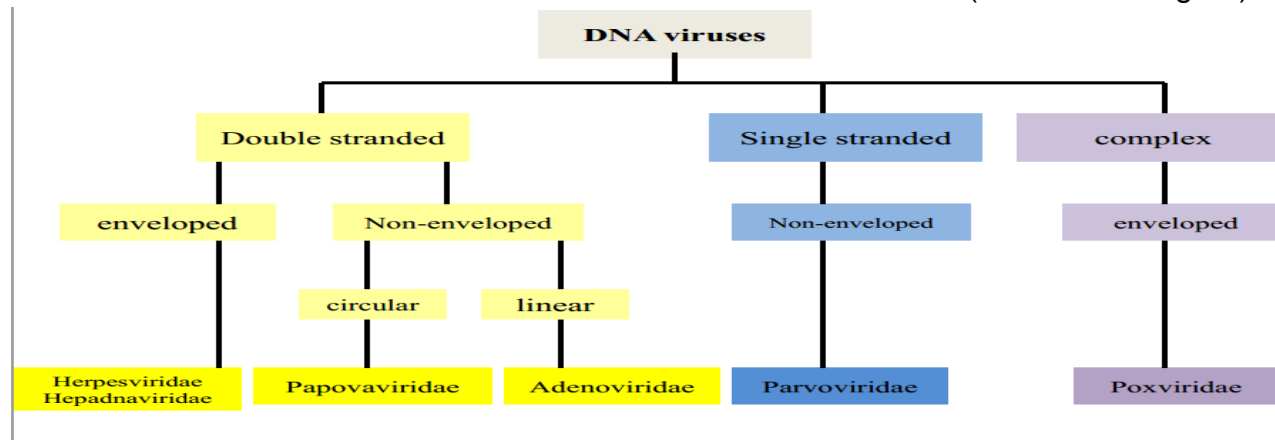 DNA viruses
Double stranded
Single stranded
complex
enveloped
Non-enveloped
Non-enveloped
enveloped
circular
linear
Herpesviridae
Hepadnaviridae
Papovaviridae
Adenoviridae
Parvoviridae
Poxviridae